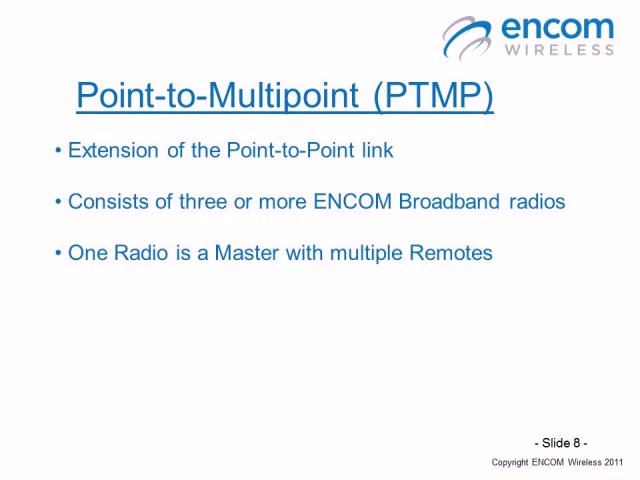 encom
WIRELESS
Point-to-Multipoint (PTMP)
• Extension of the Point-to-Point link
• Consists of three or more ENCOM Broadband radios
• One Radio is a Master with multiple Remotes
- Slide 8 -
Copyright ENCOM Wireless 2011